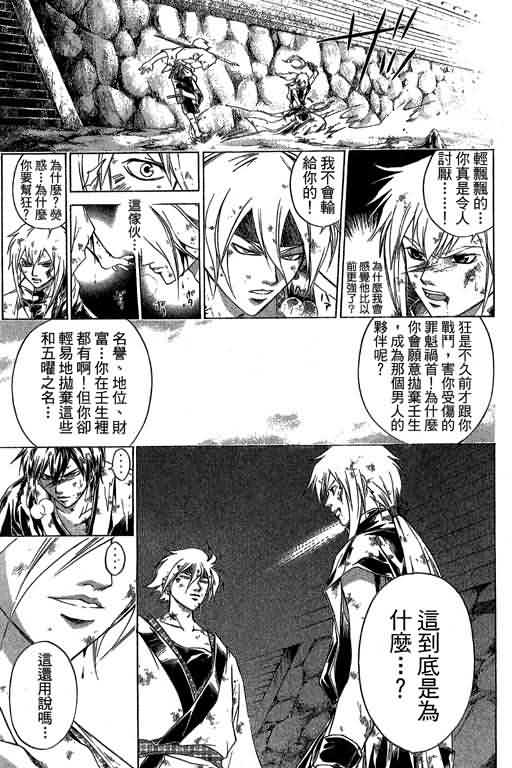 輕飄飄的…
你真是令人
討厭……！
為什麼我會
感覺他比以
前更強了？
我不會輸
給你的！
這傢伙…
為什麼？熒
惑…為什麼
你要幫狂？
狂是不久前才跟你
戰鬥，害你受傷的
罪魁禍首！為什麼
你會願意拋棄壬生
，成為那個男人的
夥伴呢？
名譽、地位、財
富…你在壬生裡
都有啊！但你卻
輕易地拋棄這些
和五曜之名…
這到底是為
什麼…？
…
…
這還用說嗎…